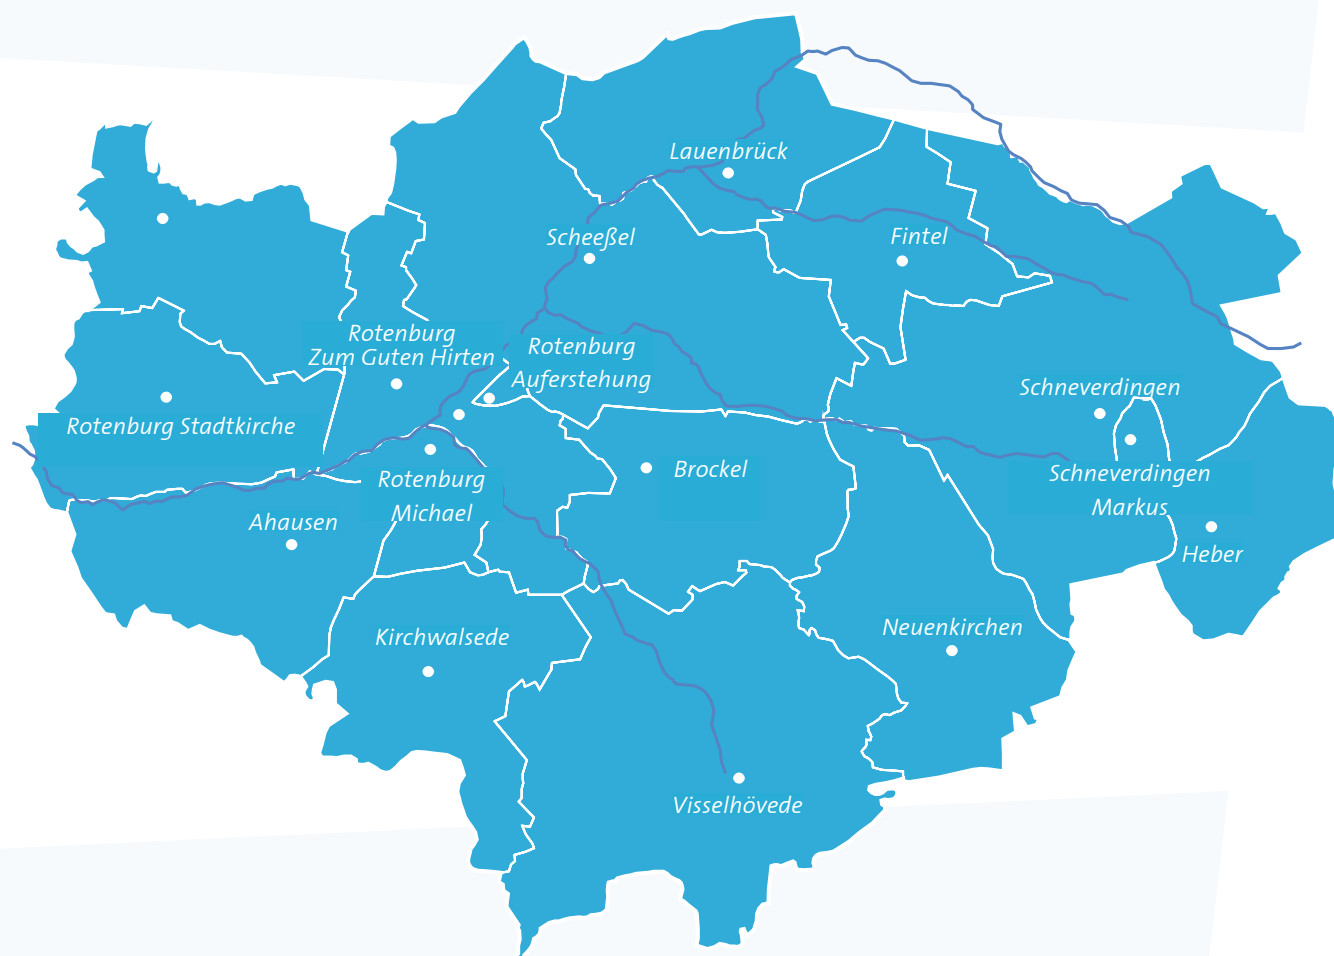 Lauenbrück
Scheeßel
Fintel
Rotenburg
Zum Guten Hirten
Rotenburg
Auferstehung
Schneverdingen
Rotenburg Stadtkirche
Brockel
Schneverdingen
Markus
Rotenburg
Michael
Ahausen
Heber
Kirchwalsede
Neuenkirchen
Visselhövede